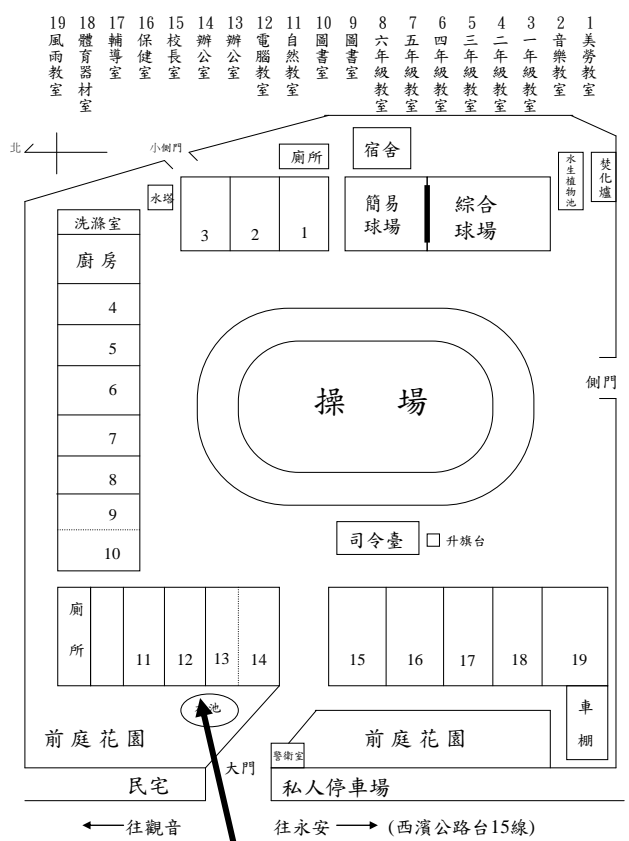 19 風雨教室
18 體育器材室
17 輔導室
16 保健室
15 校長室
14 辦公室
13 辦公室
12 電腦教室
11 自然教室
10 圖書室
9 圖書室
8 六年級教室
7 五年級教室
6 四年級教室
5 三年級教室
4 二年級教室
3 一年級教室
2 音樂教室
1 美勞教室
北
小側門
廁所
宿舍
水生植物池
焚化爐
水塔
3
2
1
簡易球場
綜合球場
洗滌室
廚房
4
5
6
7
8
9
10
操場
側門
司令臺
升旗台
廁所
11
12
13
14
15
16
17
18
19
池
車棚
前庭花園
前庭花園
警衛室
大門
民宅
私人停車場
往觀音
往永安
(西濱公路台15線)